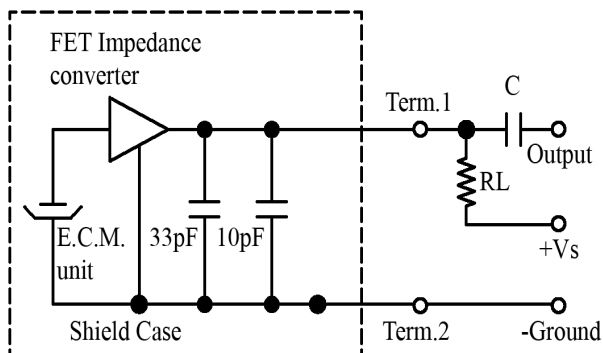 FET Impedance
converter
Term.1
C
Output
RL
E.C.M.
unit
33pF
10pF
+Vs
Shield Case
Term.2
-Ground